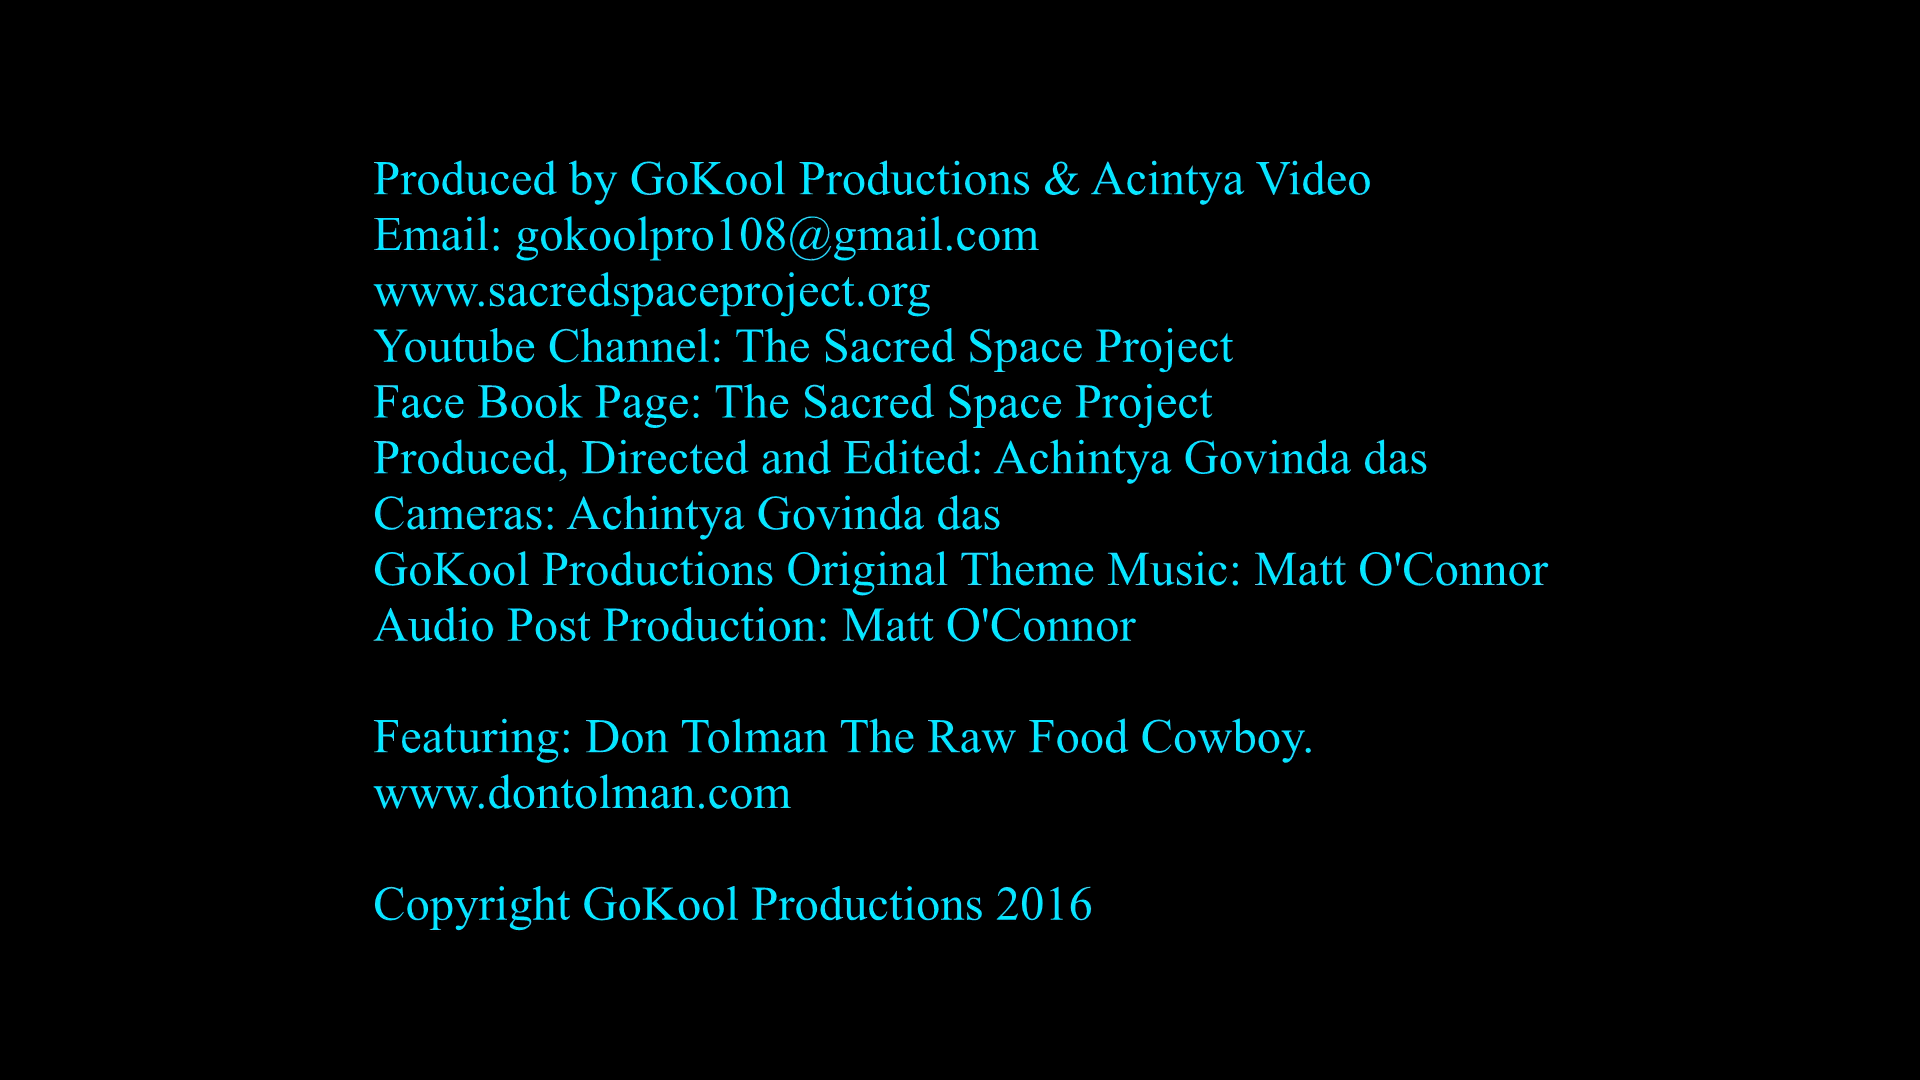 Produced by GoKool Productions & Acintya Video
Email: gokoolpro108@gmail.com
www.sacredspaceproject.org
Youtube Channel: The Sacred Space Project
Face Book Page: The Sacred Space Project
Produced, Directed and Edited: Achintya Govinda das
Cameras: Achintya Govinda das
GoKool Productions Original Theme Music: Matt O'Connor
Audio Post Production: Matt O'Connor
Featuring: Don Tolman The Raw Food Cowboy.
www.dontolman.com
Copyright GoKool Productions 2016